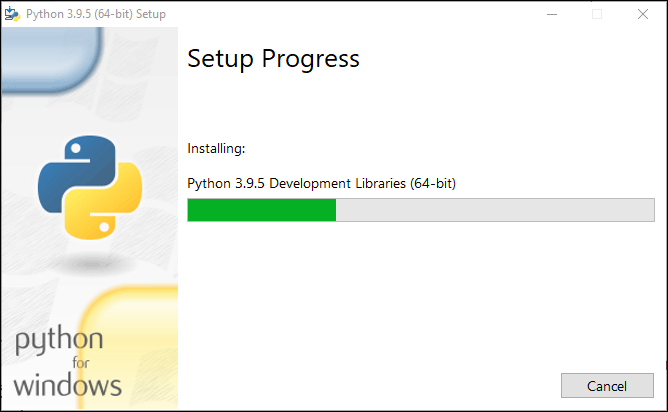 Python 3.9.5 (64-bit) Setup
Setup Progress
Installing:
Python 3.9.5 Development Libraries (64-bit)
python
for
windows
Cancel